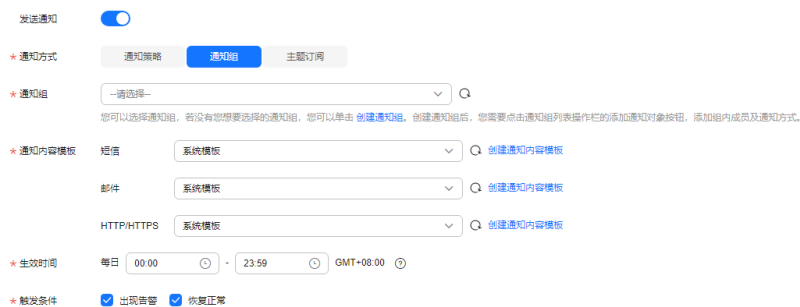 发送通知
* 通知方式 通知策略 通知组 主题订阅
* 通知组 --请选择--
您可以选择通知组，若没有您想要选择的通知组，您可以单击 创建通知组。创建通知组后，您需要点击通知组列表操作栏的添加通知对象按钮，添加组内成员及通知方式。
* 通知内容模板 短信 系统模板 创建通知内容模板
邮件 系统模板 创建通知内容模板
HTTP/HTTPS 系统模板 创建通知内容模板
* 生效时间 每日 00:00 - 23:59 GMT+08:00 ?
* 触发条件 出现告警 恢复正常